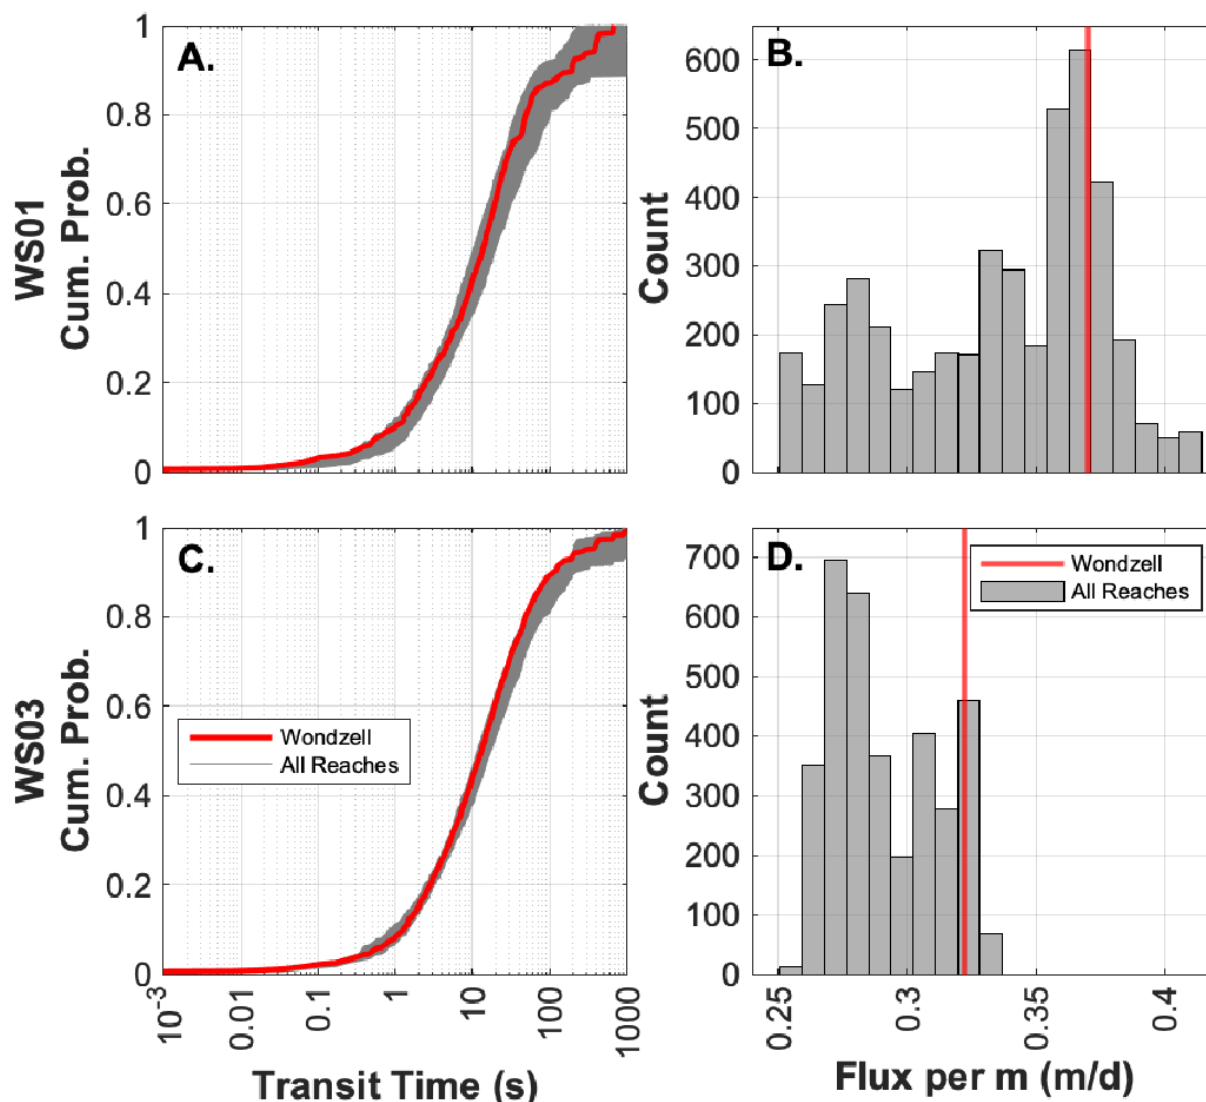 A.
1
0.8
0.6
0.4
0.2
0
WS01
Cum. Prob.
B.
600
500
400
300
200
100
0
Count
C.
1
0.8
0.6
0.4
0.2
0
WS03
Cum. Prob.
Wondzell
All Reaches
10⁻³ 0.01 0.1 1 10 100 1000
Transit Time (s)
D.
700
600
500
400
300
200
100
0
Count
Wondzell
All Reaches
0.25 0.3 0.35 0.4
Flux per m (m/d)